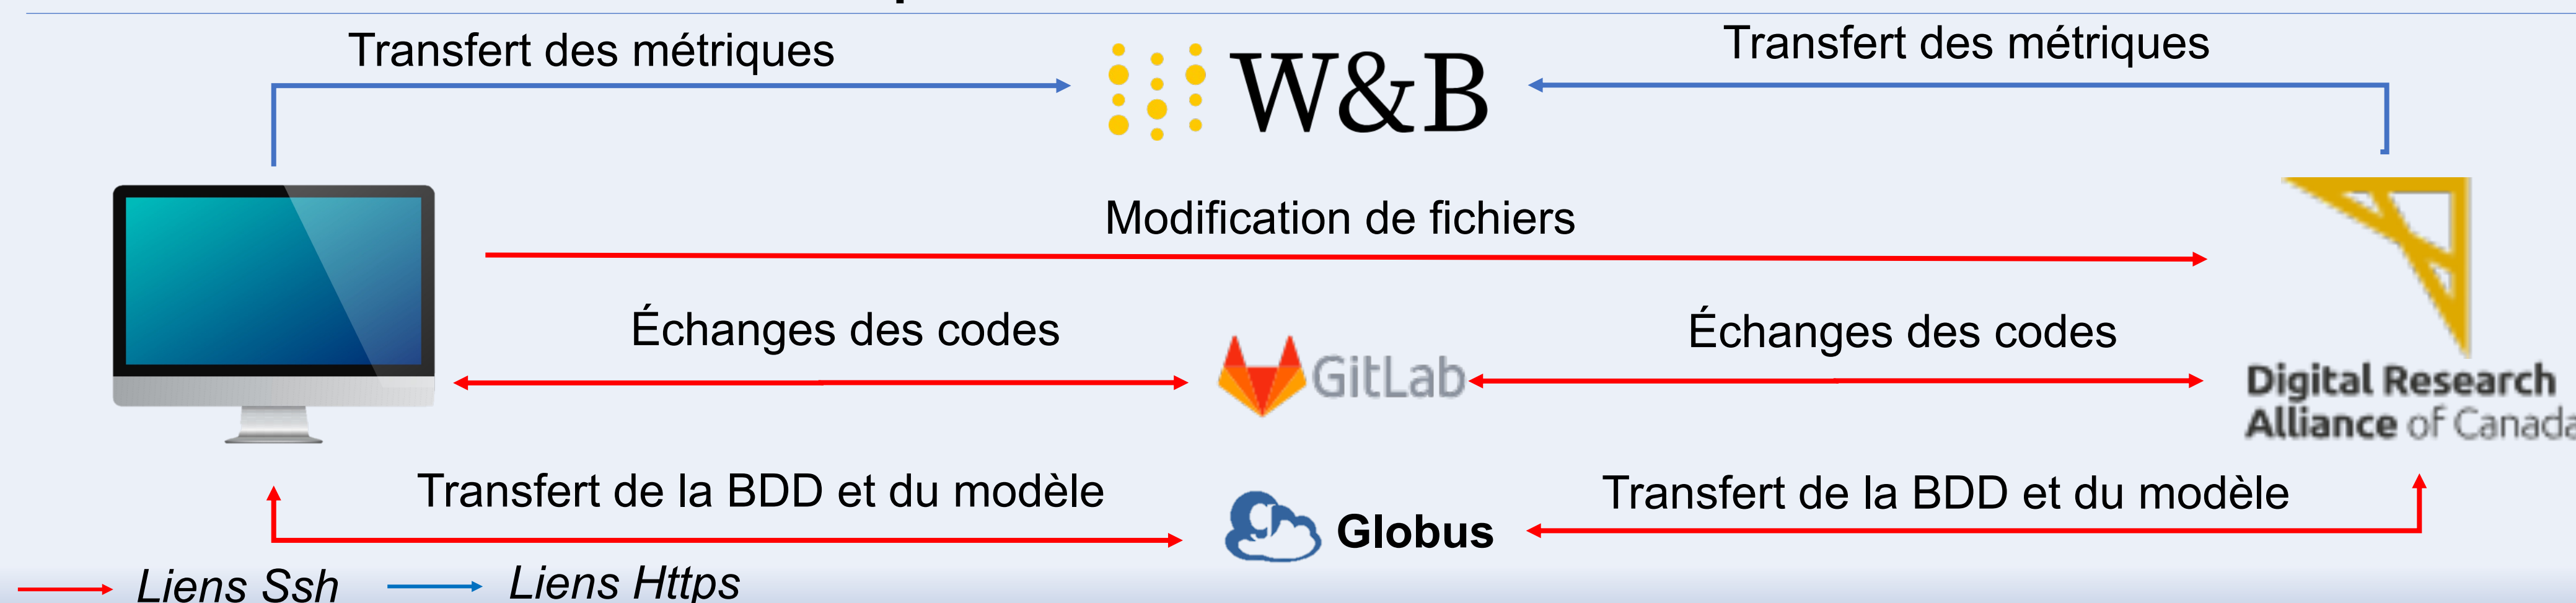 Transfert des métriques
W&B
Transfert des métriques
Modification de fichiers
Échanges des codes
GitLab
Échanges des codes
Digital Research
Alliance of Canada
Transfert de la BDD et du modèle
Globus
Transfert de la BDD et du modèle
Liens Ssh
Liens Https